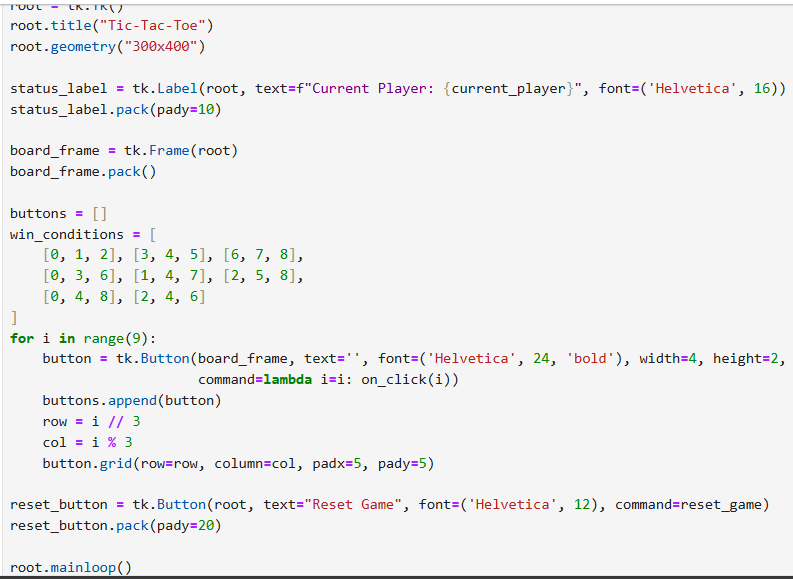 root = tk.Tk()
root.title("Tic-Tac-Toe")
root.geometry("300x400")

status_label = tk.Label(root, text=f"Current Player: {current_player}", font=('Helvetica', 16))
status_label.pack(pady=10)

board_frame = tk.Frame(root)
board_frame.pack()

buttons = []
win_conditions = [
    [0, 1, 2], [3, 4, 5], [6, 7, 8],
    [0, 3, 6], [1, 4, 7], [2, 5, 8],
    [0, 4, 8], [2, 4, 6]
]
for i in range(9):
    button = tk.Button(board_frame, text='', font=('Helvetica', 24, 'bold'), width=4, height=2,
                       command=lambda i=i: on_click(i))
    buttons.append(button)
    row = i // 3
    col = i % 3
    button.grid(row=row, column=col, padx=5, pady=5)

reset_button = tk.Button(root, text="Reset Game", font=('Helvetica', 12), command=reset_game)
reset_button.pack(pady=20)

root.mainloop()